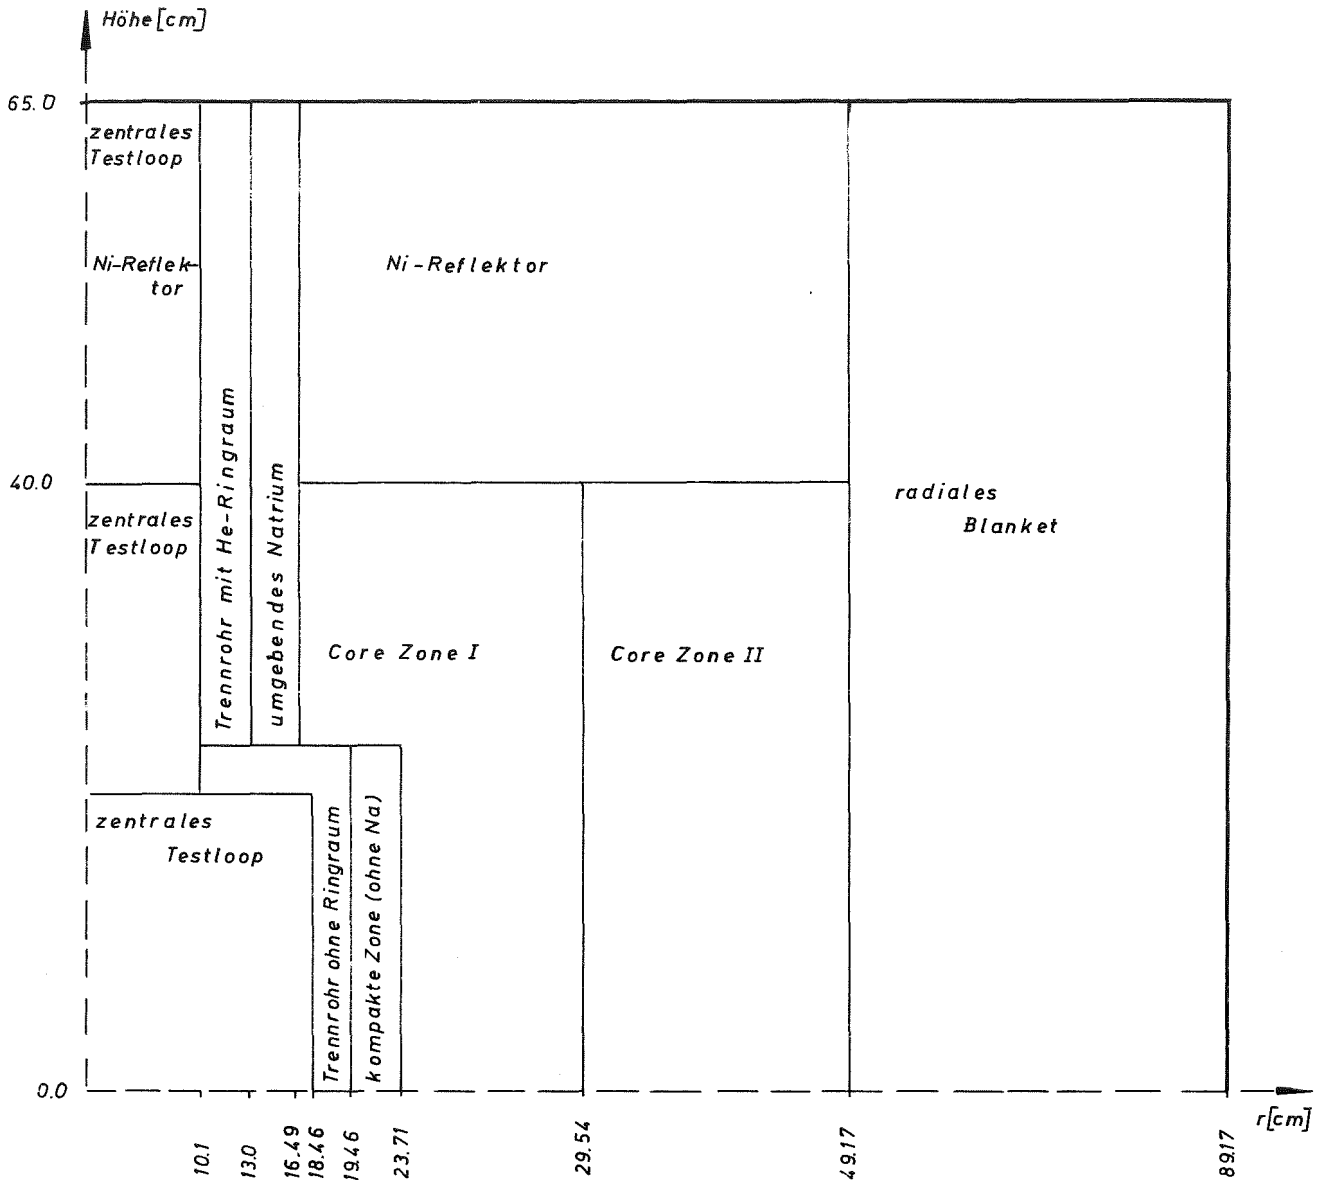 Höhe [cm]
65.0
zentrales
Testloop
Ni-Reflek-
tor
Ni-Reflektor
Trennrohr mit He-Ringraum
umgebendes Natrium
40.0
zentrales
Testloop
radiales
Blanket
Core Zone I
Core Zone II
zentrales
Testloop
Trennrohr ohne Ringraum
kompakte Zone (ohne Na)
0.0
r[cm]
10.1
13.0
16.49
18.46
19.46
23.71
29.54
49.17
89.17